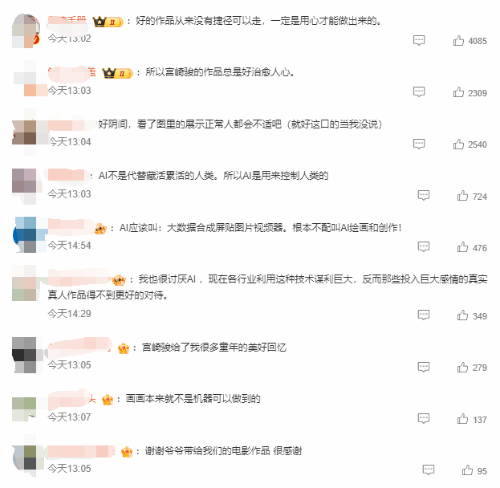 ：好的作品从来没有捷径可以走，一定是用心才能做出来的。
今天13:02
4085
：所以宫崎骏的作品总是好治愈人心。
今天13:03
2309
好阴间，看了图里的展示正常人都会不适吧（就好这口的当我没说）
今天13:04
2540
：AI不是代替藏活累活的人类。所以AI是用来控制人类的
今天13:03
724
：AI应该叫：大数据合成屏贴图片视频器。根本不配叫AI绘画和创作！
今天14:54
476
：我也很讨厌AI ，现在各行业利用这种技术谋利巨大，反而那些投入巨大感情的真实
真人作品得不到更好的对待。
今天14:29
349
：宫崎骏给了我很多童年的美好回忆
今天13:05
279
：画画本来就不是机器可以做到的
今天13:07
137
：谢谢爷爷带给我们的电影作品 很感谢
今天13:05
95